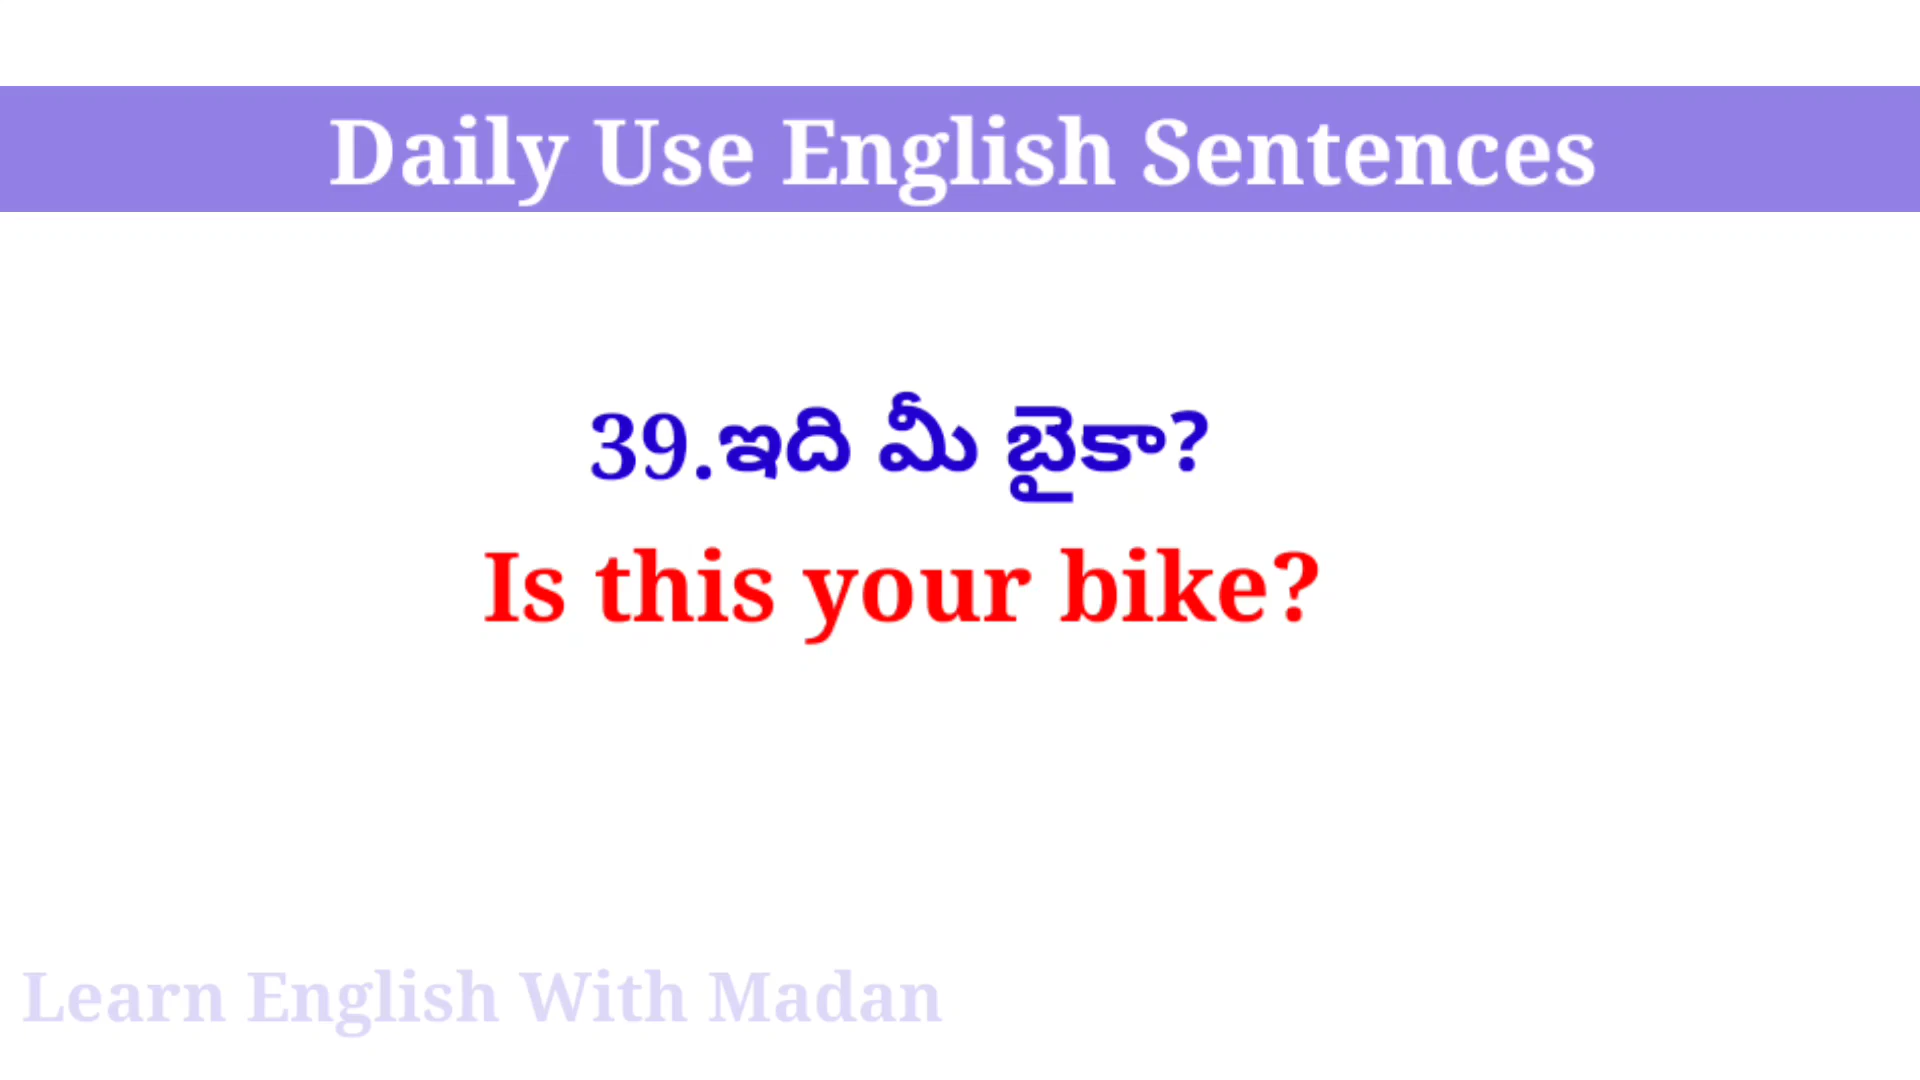 Daily Use English Sentences
39.ఇది మీ బైకా?
Is this your bike?
Learn English With Madan